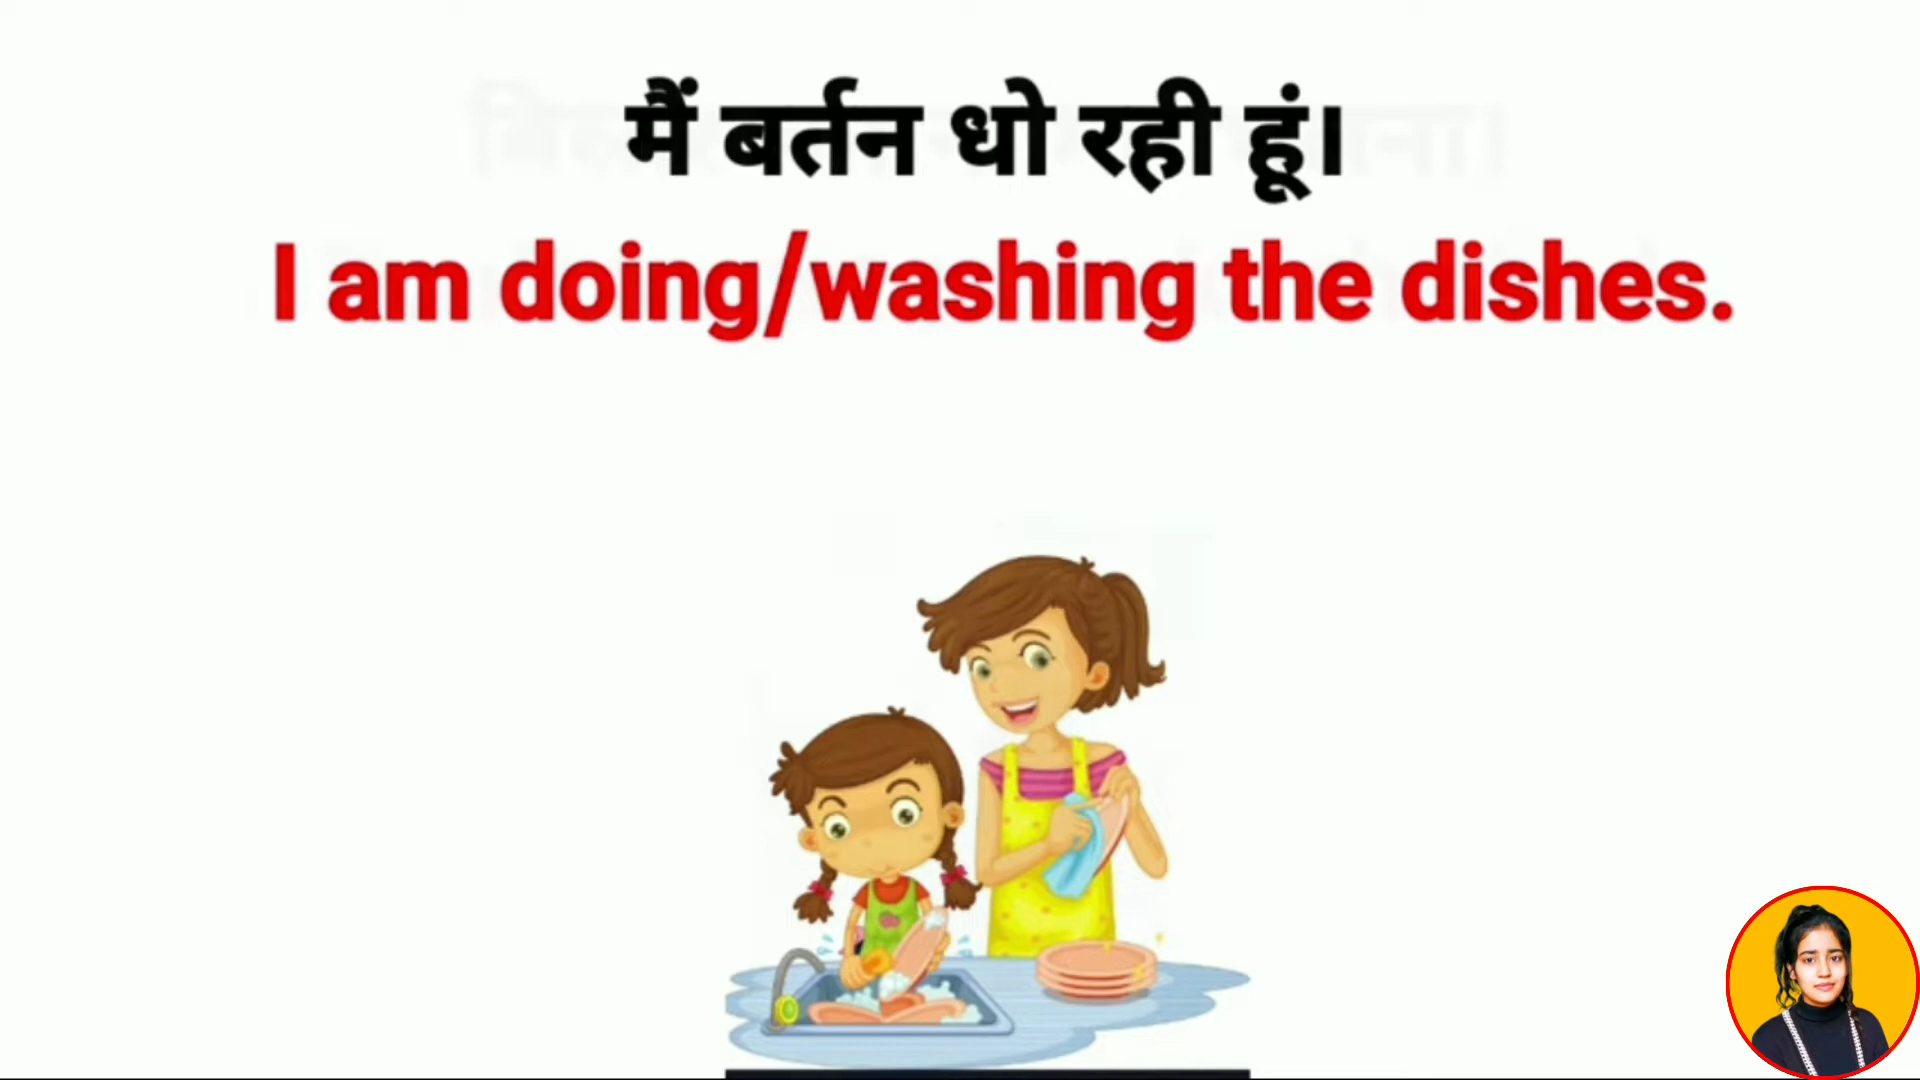 मैं बर्तन धो रही हूं।
I am doing/washing the dishes.